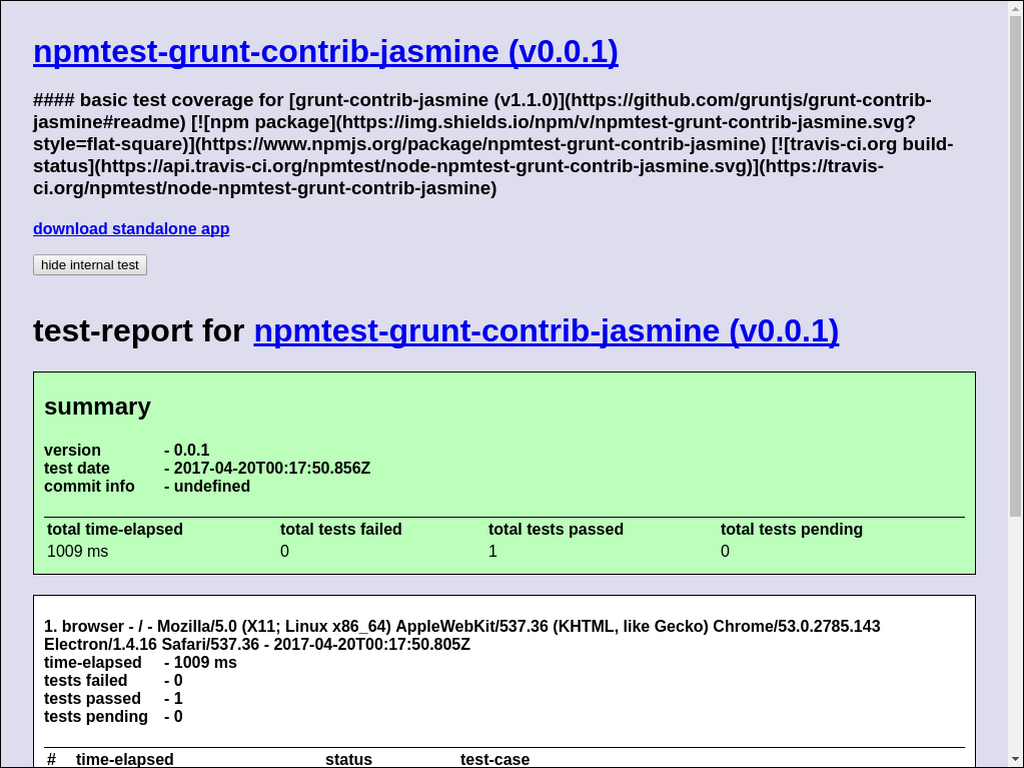 npmtest-grunt-contrib-jasmine (v0.0.1)
#### basic test coverage for [grunt-contrib-jasmine (v1.1.0)](https://github.com/gruntjs/grunt-contrib-
jasmine#readme) [![npm package](https://img.shields.io/npm/v/npmtest-grunt-contrib-jasmine.svg?
style=flat-square)](https://www.npmjs.org/package/npmtest-grunt-contrib-jasmine) [![travis-ci.org build-
status](https://api.travis-ci.org/npmtest/node-npmtest-grunt-contrib-jasmine.svg)](https://travis-
ci.org/npmtest/node-npmtest-grunt-contrib-jasmine)
download standalone app
hide internal test
test-report for npmtest-grunt-contrib-jasmine (v0.0.1)
summary
version - 0.0.1
test date - 2017-04-20T00:17:50.856Z
commit info - undefined
total time-elapsed total tests failed total tests passed total tests pending
1009 ms 0 1 0
1. browser - / - Mozilla/5.0 (X11; Linux x86_64) AppleWebKit/537.36 (KHTML, like Gecko) Chrome/53.0.2785.143
Electron/1.4.16 Safari/537.36 - 2017-04-20T00:17:50.805Z
time-elapsed - 1009 ms
tests failed - 0
tests passed - 1
tests pending - 0
# time-elapsed status test-case